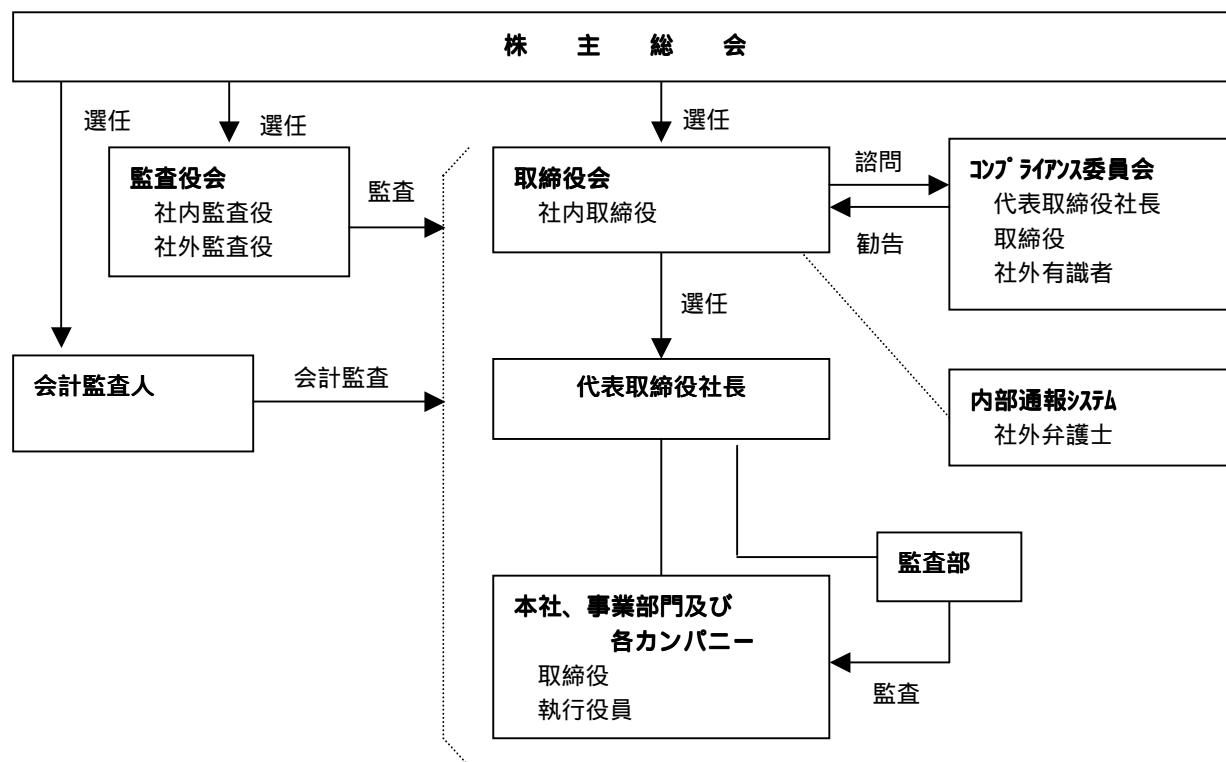 株 主 総 会
選任
選任
選任
監査役会
社内監査役
社外監査役
監査
取締役会
社内取締役
諮問
勧告
コンプライアンス委員会
代表取締役社長
取締役
社外有識者
選任
会計監査人
会計監査
代表取締役社長
内部通報システム
社外弁護士
監査部
本社、事業部門及び
各カンパニー
取締役
執行役員
監査